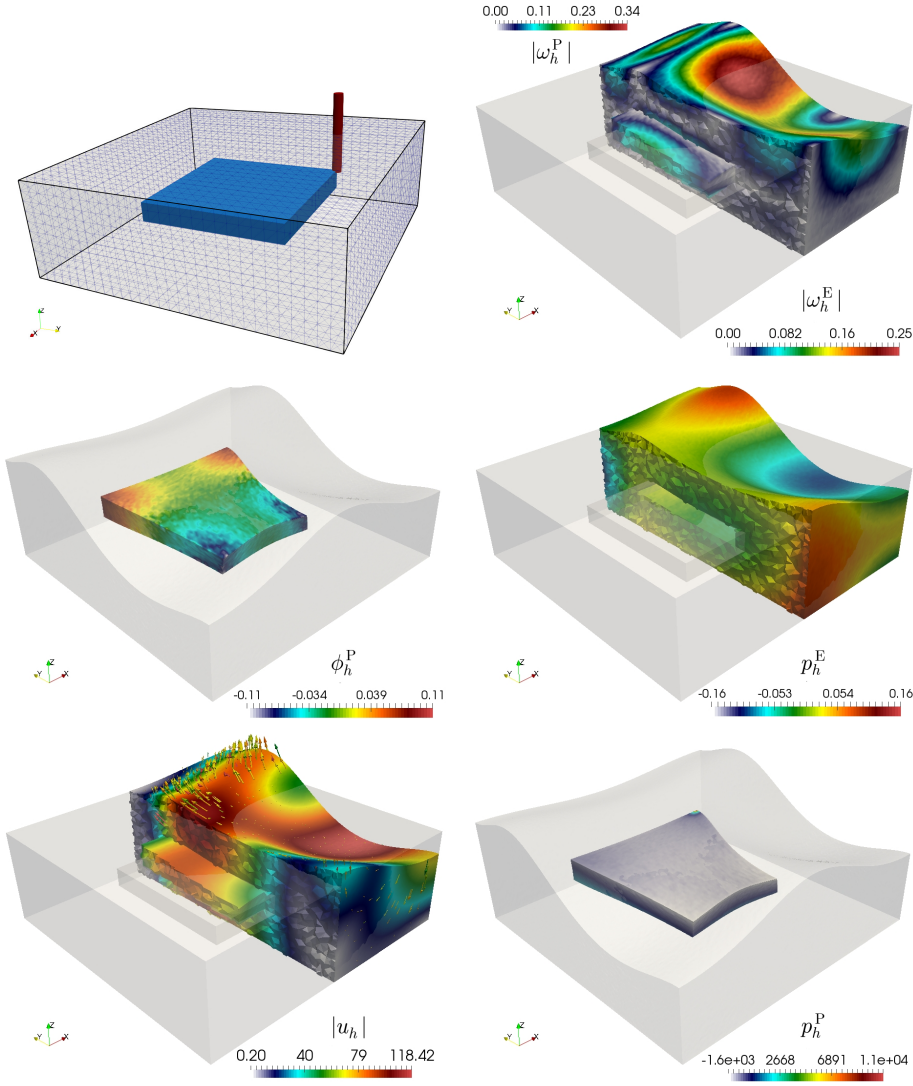 0.00 0.11 0.23 0.34
|ω_h^P|
Z
X Y
|ω_h^E|
Z
Y X
0.00 0.082 0.16 0.25
Z
Y X
ϕ_h^P
-0.11 -0.034 0.039 0.11
Z
Y X
p_h^E
-0.16 -0.053 0.054 0.16
Z
Y X
|u_h|
0.20 40 79 118.42
Z
Y X
p_h^P
-1.6e+03 2668 6891 1.1e+04